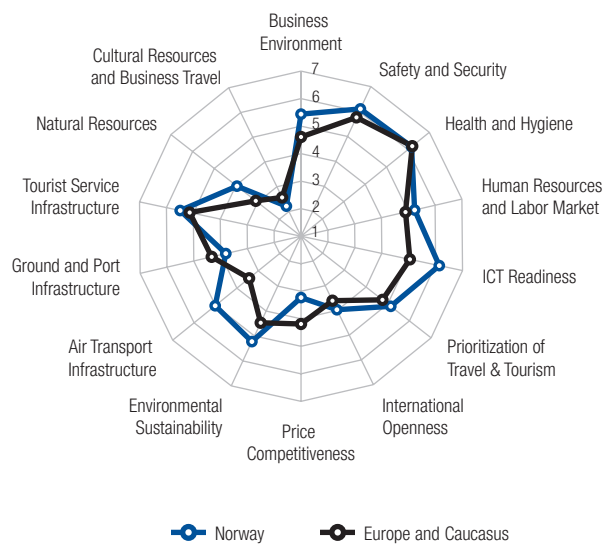 Business
Environment
Cultural Resources
and Business Travel
Safety and Security
Natural Resources
Health and Hygiene
Tourist Service
Infrastructure
Human Resources
and Labor Market
Ground and Port
Infrastructure
ICT Readiness
Air Transport
Infrastructure
Prioritization of
Travel & Tourism
Environmental
Sustainability
International
Openness
Price
Competitiveness
7
6
5
4
3
2
1
Norway
Europe and Caucasus